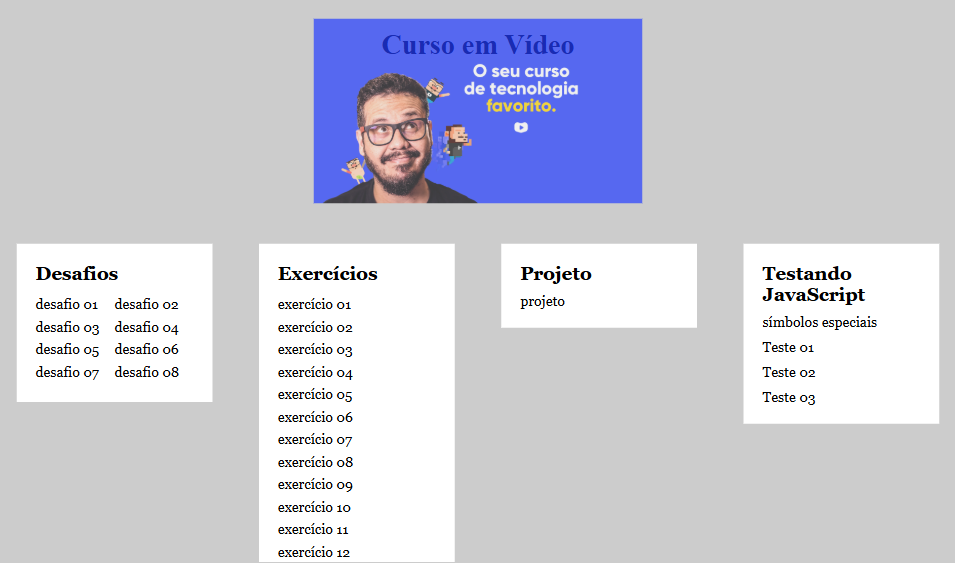 Curso em Vídeo
O seu curso
de tecnologia
favorito.
Desafios
desafio 01 desafio 02
desafio 03 desafio 04
desafio 05 desafio 06
desafio 07 desafio 08
Exercícios
exercício 01
exercício 02
exercício 03
exercício 04
exercício 05
exercício 06
exercício 07
exercício 08
exercício 09
exercício 10
exercício 11
exercício 12
Projeto
projeto
Testando
JavaScript
símbolos especiais
Teste 01
Teste 02
Teste 03